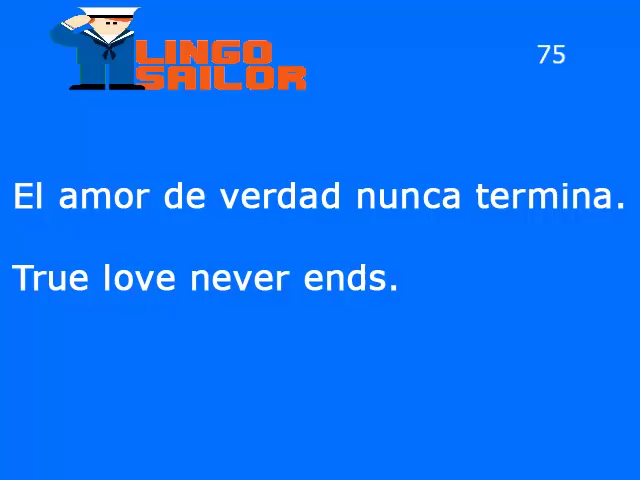 LINGO
SAILOR
75
El amor de verdad nunca termina.
True love never ends.